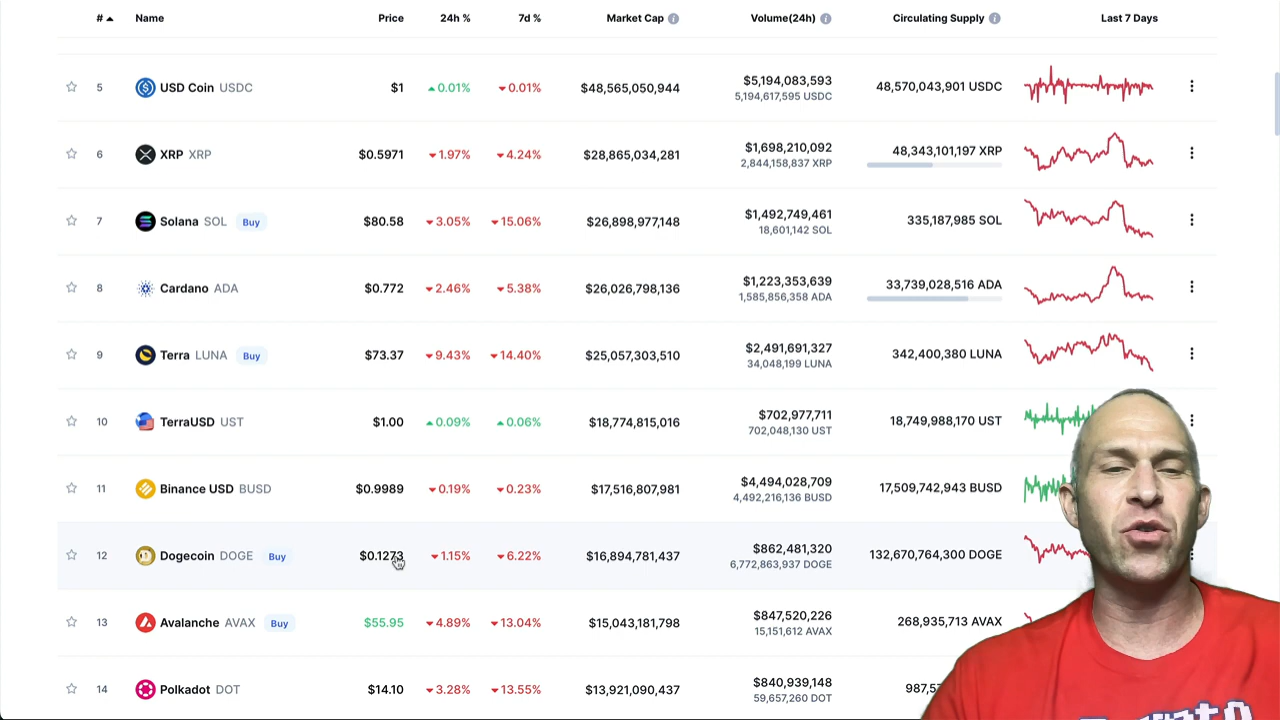 # Name Price 24h % 7d % Market Cap Volume(24h) Circulating Supply Last 7 Days
5 USD Coin USDC $1 0.01% 0.01% $48,565,050,944 $5,194,083,593 48,570,043,901 USDC
5,194,617,595 USDC
6 XRP XRP $0.5971 1.97% 4.24% $28,865,034,281 $1,698,210,092 48,343,101,197 XRP
2,844,158,837 XRP
7 Solana SOL Buy $80.58 3.05% 15.06% $26,898,977,148 $1,492,749,461 335,187,985 SOL
18,601,142 SOL
8 Cardano ADA $0.772 2.46% 5.38% $26,026,798,136 $1,223,353,639 33,739,028,516 ADA
1,585,856,358 ADA
9 Terra LUNA Buy $73.37 9.43% 14.40% $25,057,303,510 $2,491,691,327 342,400,380 LUNA
34,048,199 LUNA
10 TerraUSD UST $1.00 0.09% 0.06% $18,774,815,016 $702,977,711 18,749,988,170 UST
702,048,130 UST
11 Binance USD BUSD $0.9989 0.19% 0.23% $17,516,807,981 $4,494,028,709 17,509,742,943 BUSD
4,492,216,136 BUSD
12 Dogecoin DOGE Buy $0.1273 1.15% 6.22% $16,894,781,437 $862,481,320 132,670,764,300 DOGE
6,772,863,937 DOGE
13 Avalanche AVAX Buy $55.95 4.89% 13.04% $15,043,181,798 $847,520,226 268,935,713 AVAX
15,151,612 AVAX
14 Polkadot DOT $14.10 3.28% 13.55% $13,921,090,437 $840,939,148
59,657,260 DOT